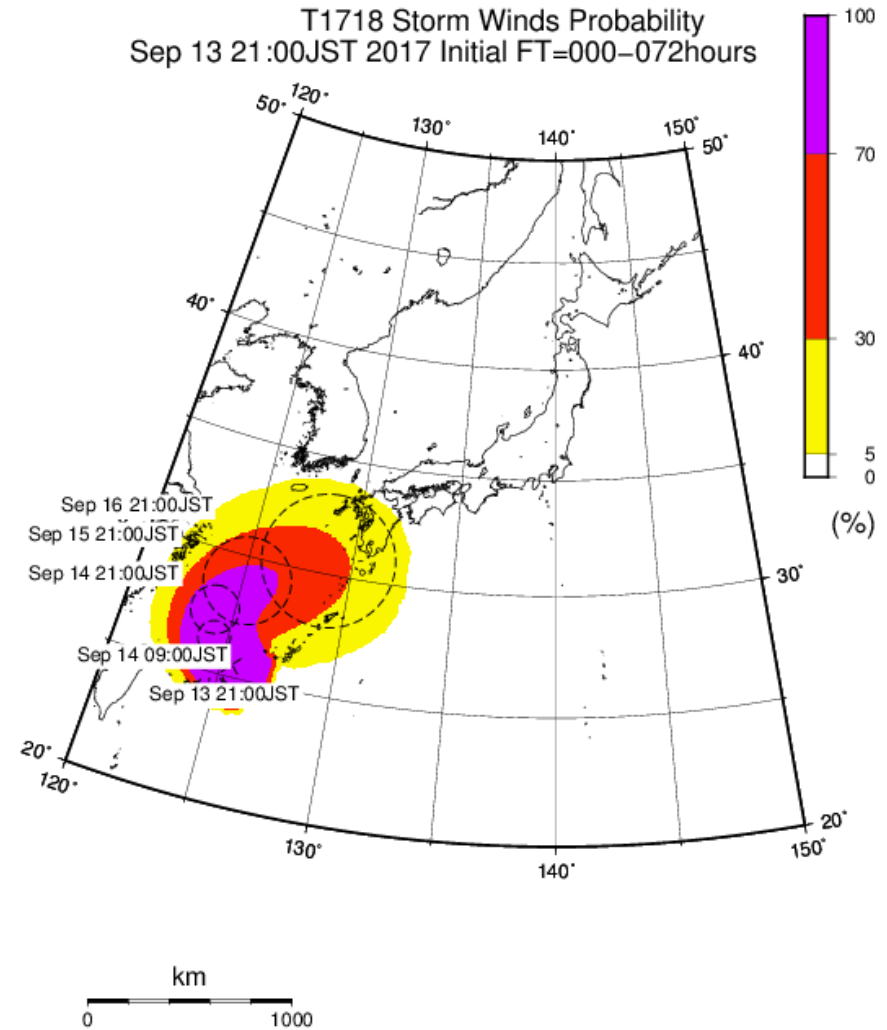 T1718 Storm Winds Probability
Sep 13 21:00JST 2017 Initial FT=000−072hours
100
70
30
5
0
(%)
120°
50°
130°
140°
150°
50°
40°
40°
Sep 16 21:00JST
Sep 15 21:00JST
Sep 14 21:00JST
30°
Sep 14 09:00JST
Sep 13 21:00JST
20°
120°
130°
140°
20°
150°
km
0 1000